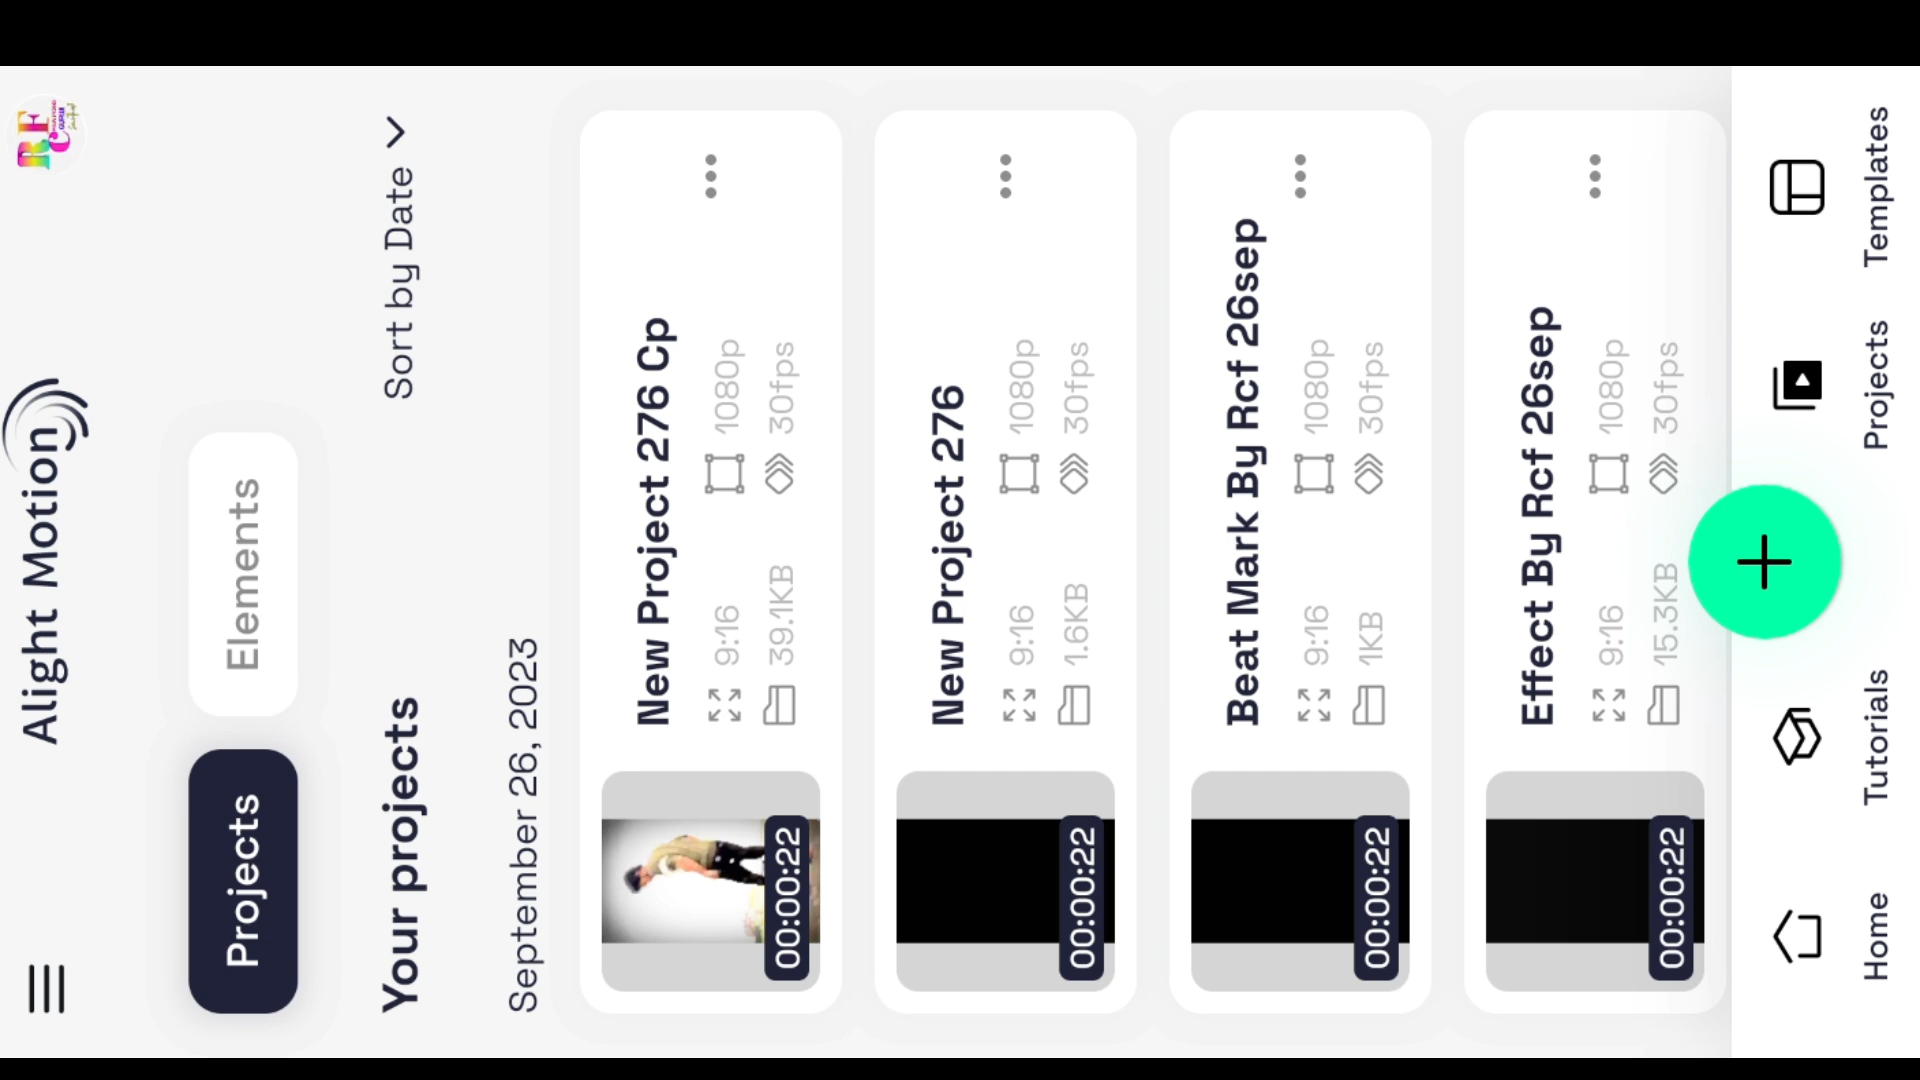 Alight Motion
Projects
Elements
Your projects
Sort by Date
September 26, 2023
New Project 276 Cp
9:16
1080p
39.1KB
30fps
00:00:22
New Project 276
9:16
1080p
1.6KB
30fps
00:00:22
Beat Mark By Rcf 26sep
9:16
1080p
1KB
30fps
00:00:22
Effect By Rcf 26sep
9:16
1080p
15.3KB
30fps
00:00:22
Home
Tutorials
Projects
Templates